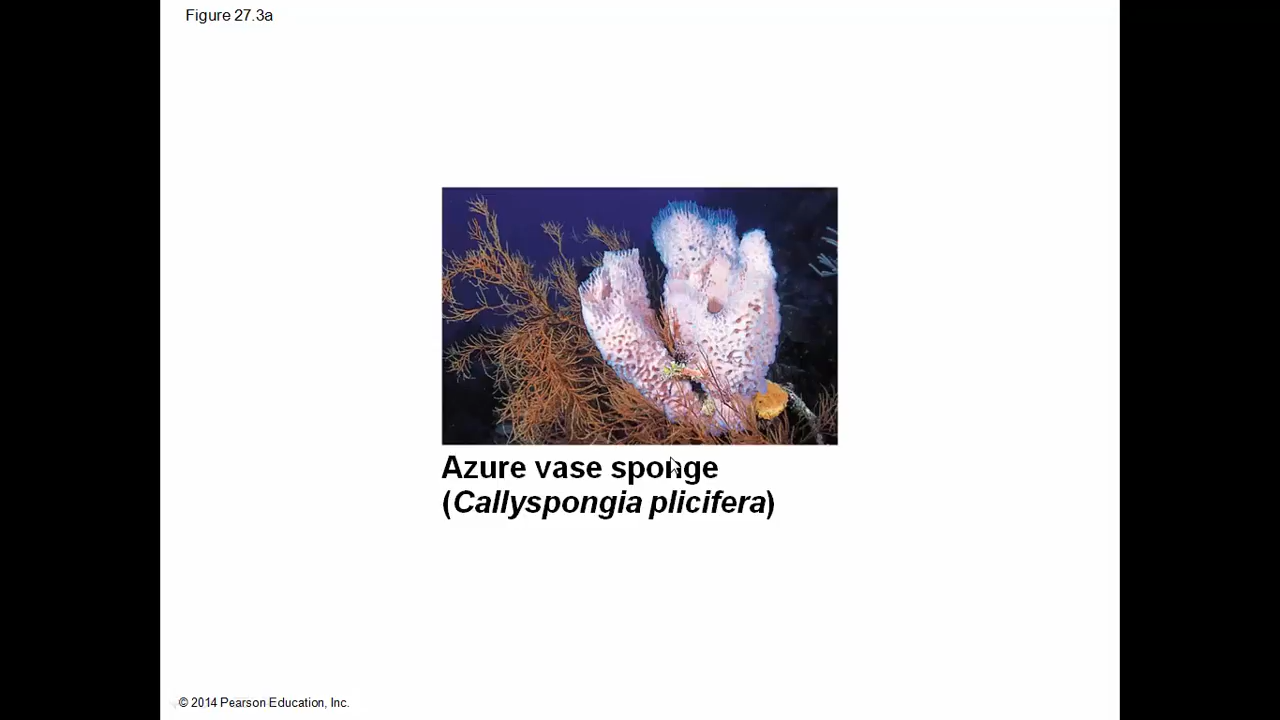 Figure 27.3a
Azure vase sponge
(Callyspongia plicifera)
© 2014 Pearson Education, Inc.